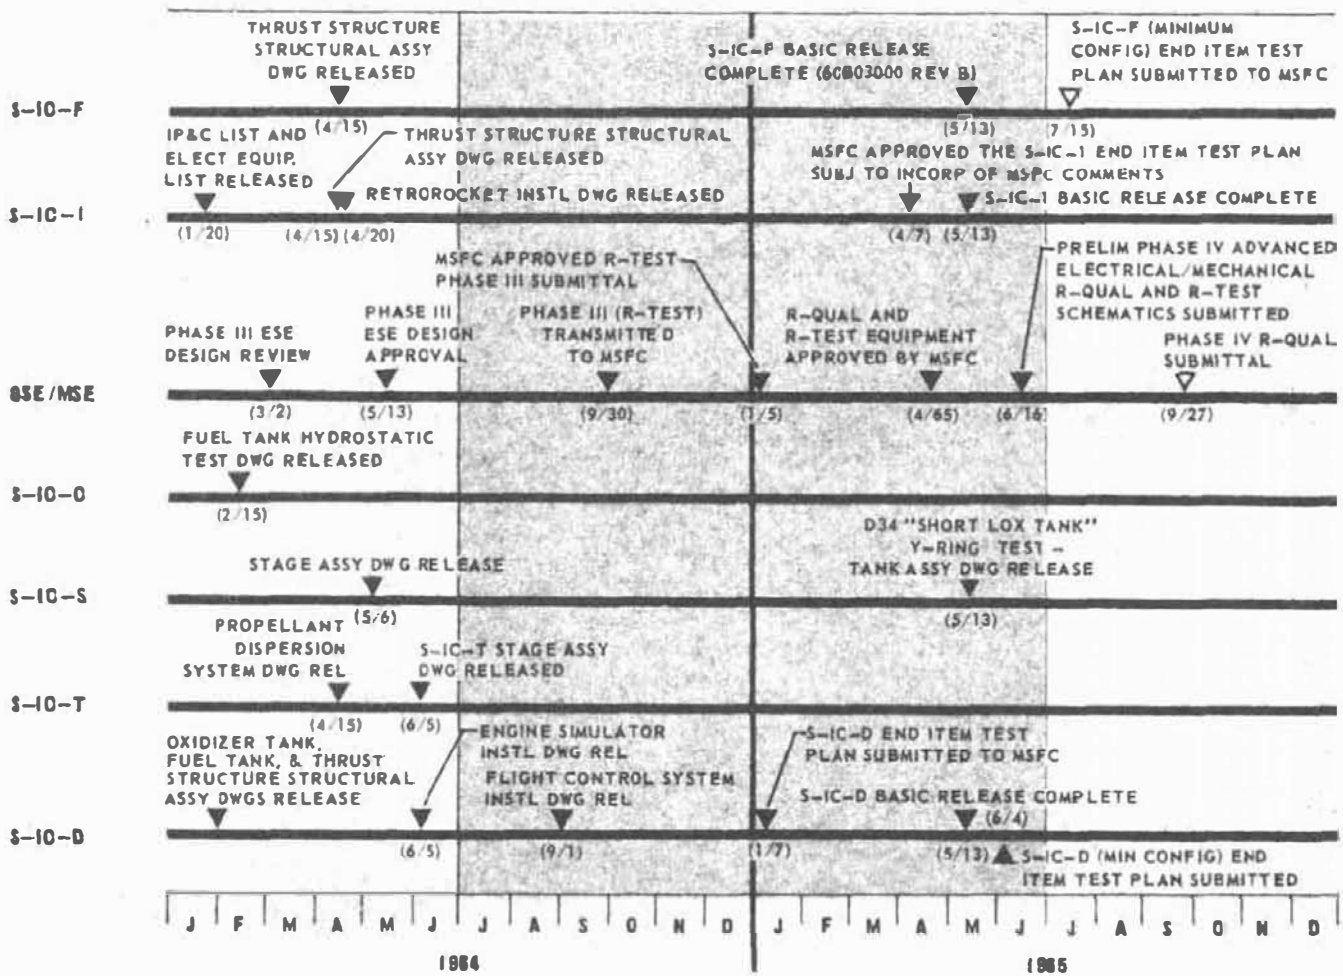 THRUST STRUCTURE
STRUCTURAL ASSY
DWG RELEASED
S-IC-F BASIC RELEASE
COMPLETE (60B03000 REV B)
S-IC-F (MINIMUM
CONFIG) END ITEM TEST
PLAN SUBMITTED TO MSFC
S-IC-F
(4/15)
(5/13)
(7/15)
IP&C LIST AND
ELECT EQUIP.
LIST RELEASED
THRUST STRUCTURE STRUCTURAL
ASSY DWG RELEASED
RETROROCKET INSTL DWG RELEASED
MSFC APPROVED THE S-IC-1 END ITEM TEST PLAN
SUBJ TO INCORP OF MSFC COMMENTS
S-IC-1 BASIC RELEASE COMPLETE
S-IC-1
(1/20)
(4/15) (4/20)
(4/7) (5/13)
MSFC APPROVED R-TEST
PHASE III SUBMITTAL
PRELIM PHASE IV ADVANCED
ELECTRICAL/MECHANICAL
R-QUAL AND R-TEST
SCHEMATICS SUBMITTED
PHASE III ESE
DESIGN REVIEW
PHASE III
ESE DESIGN
APPROVAL
PHASE III (R-TEST)
TRANSMITTED
TO MSFC
R-QUAL AND
R-TEST EQUIPMENT
APPROVED BY MSFC
PHASE IV R-QUAL
SUBMITTAL
GSE/MSE
(3/2)
(5/13)
(9/30)
(1/5)
(4/65)
(6/16)
(9/27)
FUEL TANK HYDROSTATIC
TEST DWG RELEASED
S-IC-C
(2/15)
STAGE ASSY DWG RELEASE
D34 "SHORT LOX TANK"
Y-RING TEST -
TANK ASSY DWG RELEASE
S-IC-S
(5/6)
(5/13)
PROPELLANT
DISPERSION
SYSTEM DWG REL
S-IC-T STAGE ASSY
DWG RELEASED
S-IC-T
(4/15)
(6/5)
OXIDIZER TANK,
FUEL TANK, & THRUST
STRUCTURE STRUCTURAL
ASSY DWGS RELEASE
ENGINE SIMULATOR
INSTL DWG REL
FLIGHT CONTROL SYSTEM
INSTL DWG REL
S-IC-D END ITEM TEST
PLAN SUBMITTED TO MSFC
S-IC-D BASIC RELEASE COMPLETE
(6/4)
S-IC-D
(6/5)
(9/1)
(1/7)
(5/13)
S-IC-D (MIN CONFIG) END
ITEM TEST PLAN SUBMITTED
J F M A M J J A S O N D J F M A M J J A S O N D
1964
1965